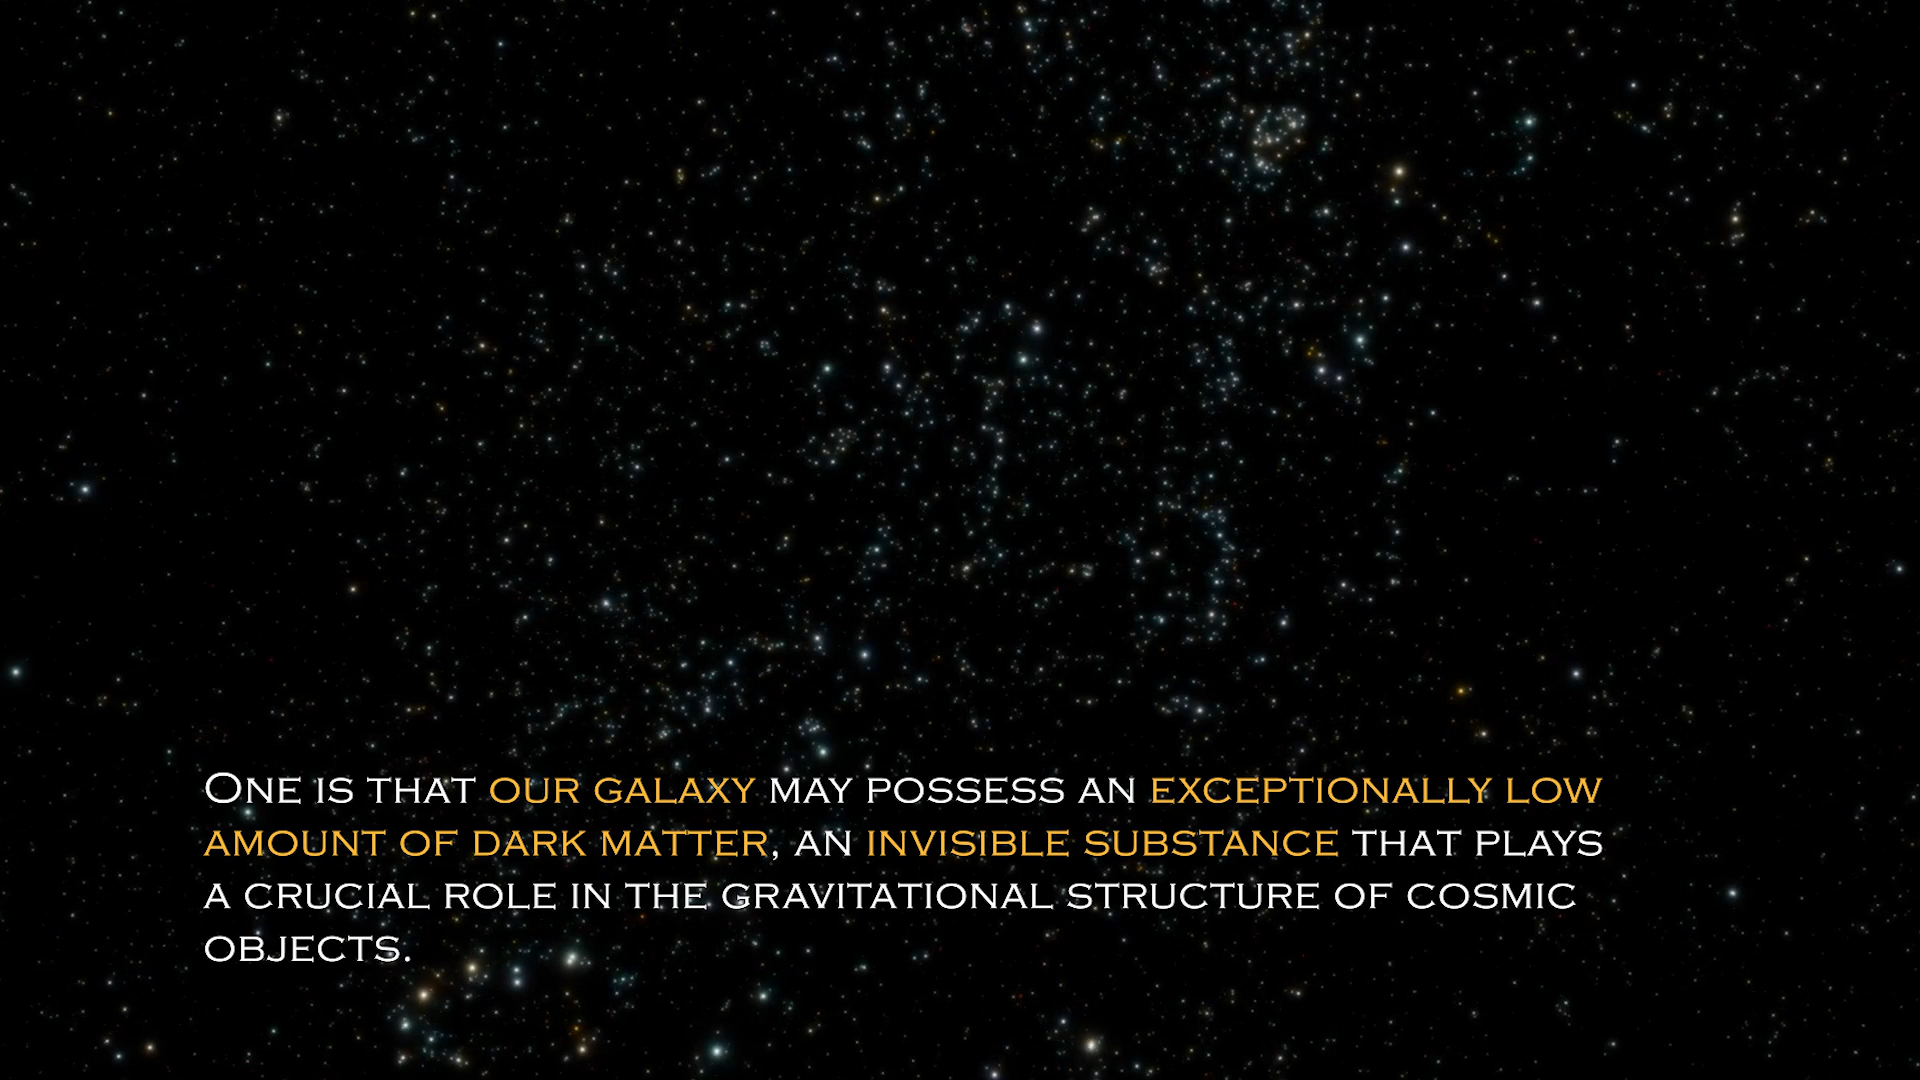 One is that our galaxy may possess an exceptionally low
amount of dark matter, an invisible substance that plays
a crucial role in the gravitational structure of cosmic
objects.